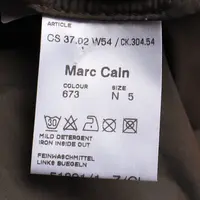 ARTICLE
CS 37.02 W54 / CK.304.54
Marc Cain
COLOUR SIZE
673 N 5
30
MILD DETERGENT
IRON INSIDE OUT
FEINWASCHMITTEL
LINKS BUEGELN